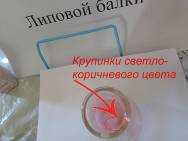 Липовой балки
Крупинки светло-
коричневого цвета